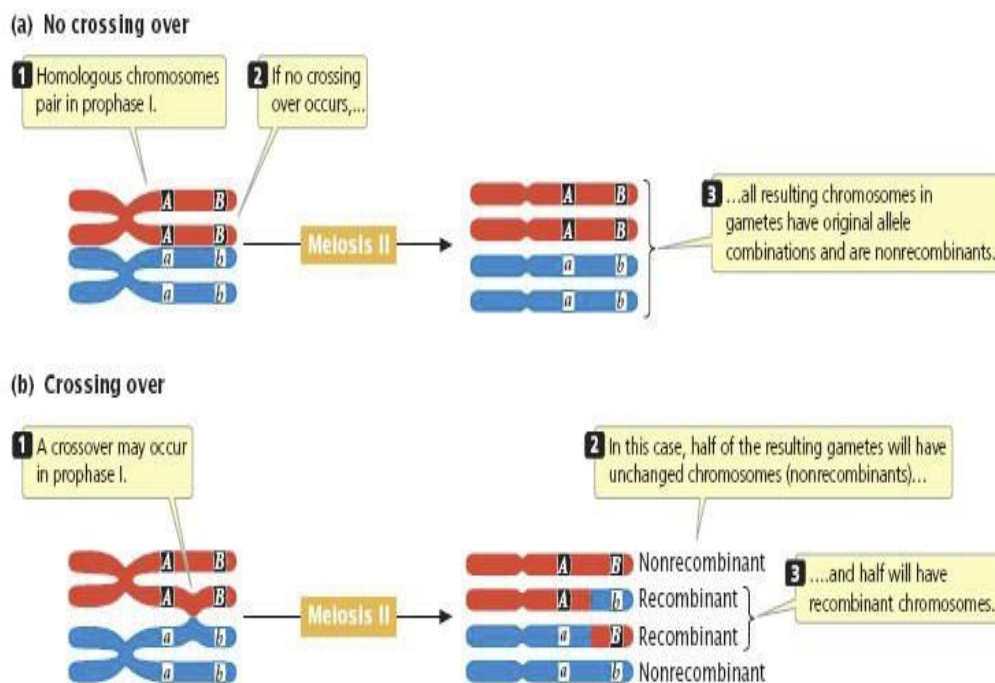 (a) No crossing over
1 Homologous chromosomes
pair in prophase I.
2 If no crossing
over occurs,...
A B
A B
a b
a b
Meiosis II
A B
A B
a b
a b
3 ...all resulting chromosomes in
gametes have original allele
combinations and are nonrecombinants.
(b) Crossing over
1 A crossover may occur
in prophase I.
2 In this case, half of the resulting gametes will have
unchanged chromosomes (nonrecombinants)...
A B
A B
a b
a b
Meiosis II
A B Nonrecombinant
A b Recombinant
a B Recombinant
a b Nonrecombinant
3 ....and half will have
recombinant chromosomes.